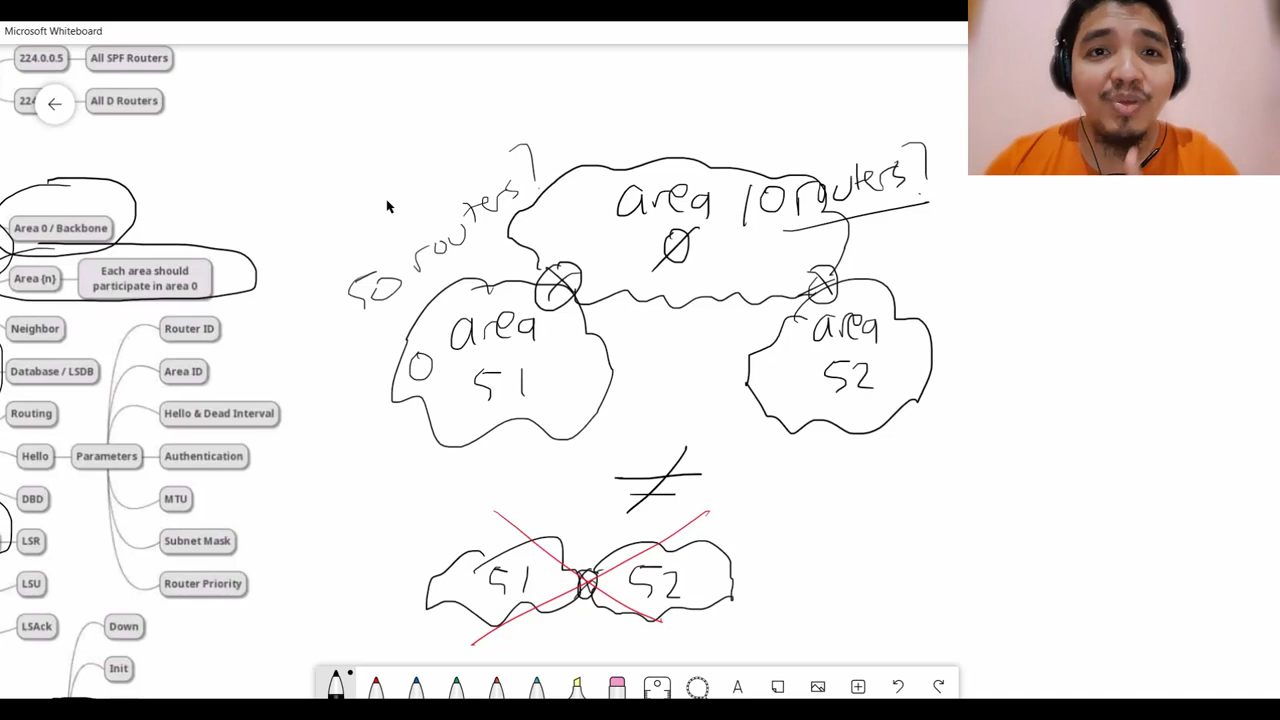 Microsoft Whiteboard
224.0.0.5
All SPF Routers
224
All D Routers
Area 0 / Backbone
Area {n}
Each area should
participate in area 0
Neighbor
Database / LSDB
Routing
Hello
DBD
LSR
LSU
LSAck
Parameters
Router ID
Area ID
Hello & Dead Interval
Authentication
MTU
Subnet Mask
Router Priority
Down
Init
50 routers?
area
0
10 routers?
area
51
area
52
≠
51
52
A